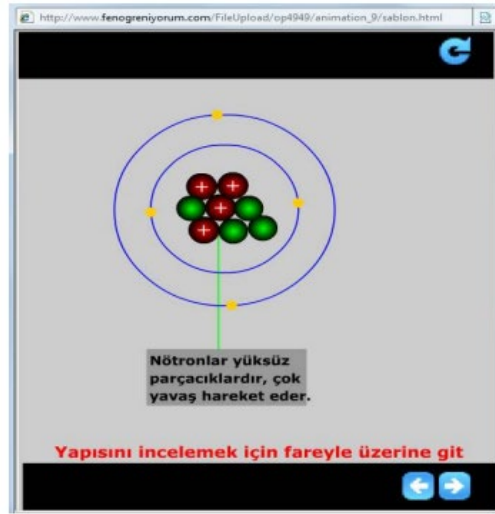 http://www.fenogreniyorum.com/FileUpload/op4949/animation_9/sablon.html
+ +
+
+
Nötronlar yüksüz
parçacıklardır, çok
yavaş hareket eder.
Yapısını incelemek için fareyle üzerine git